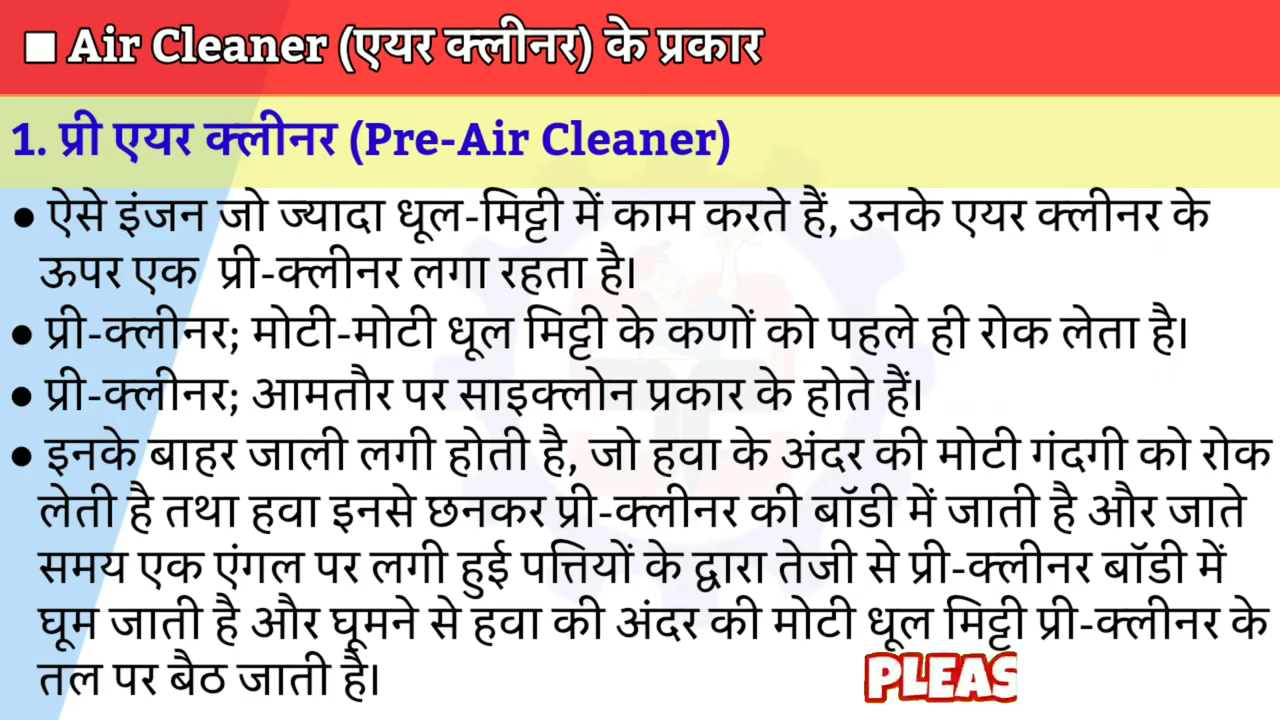 ■ Air Cleaner (एयर क्लीनर) के प्रकार
1. प्री एयर क्लीनर (Pre-Air Cleaner)
● ऐसे इंजन जो ज्यादा धूल-मिट्टी में काम करते हैं, उनके एयर क्लीनर के
ऊपर एक प्री-क्लीनर लगा रहता है।
● प्री-क्लीनर; मोटी-मोटी धूल मिट्टी के कणों को पहले ही रोक लेता है।
● प्री-क्लीनर; आमतौर पर साइक्लोन प्रकार के होते हैं।
● इनके बाहर जाली लगी होती है, जो हवा के अंदर की मोटी गंदगी को रोक
लेती है तथा हवा इनसे छनकर प्री-क्लीनर की बॉडी में जाती है और जाते
समय एक एंगल पर लगी हुई पत्तियों के द्वारा तेजी से प्री-क्लीनर बॉडी में
घूम जाती है और घूमने से हवा की अंदर की मोटी धूल मिट्टी प्री-क्लीनर के
तल पर बैठ जाती है।
PLEAS